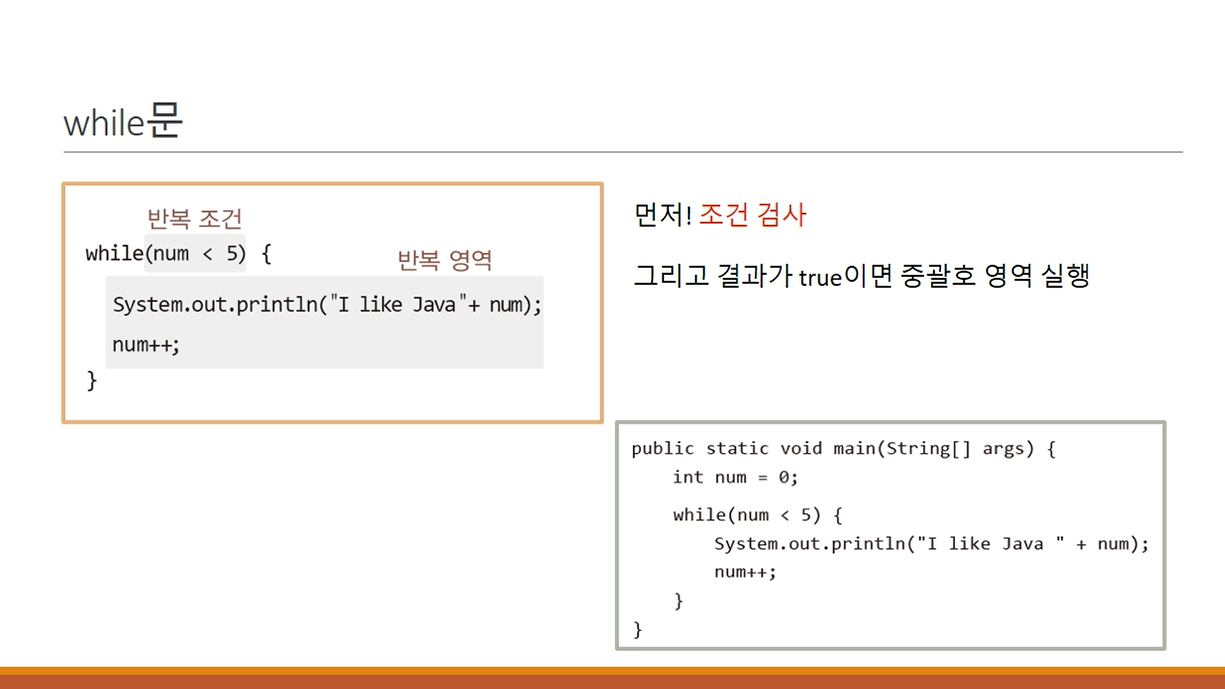 while문
반복 조건
while(num < 5) {
반복 영역
System.out.println("I like Java"+ num);
num++;
}
먼저! 조건 검사
그리고 결과가 true이면 중괄호 영역 실행
public static void main(String[] args) {
int num = 0;
while(num < 5) {
System.out.println("I like Java " + num);
num++;
}
}